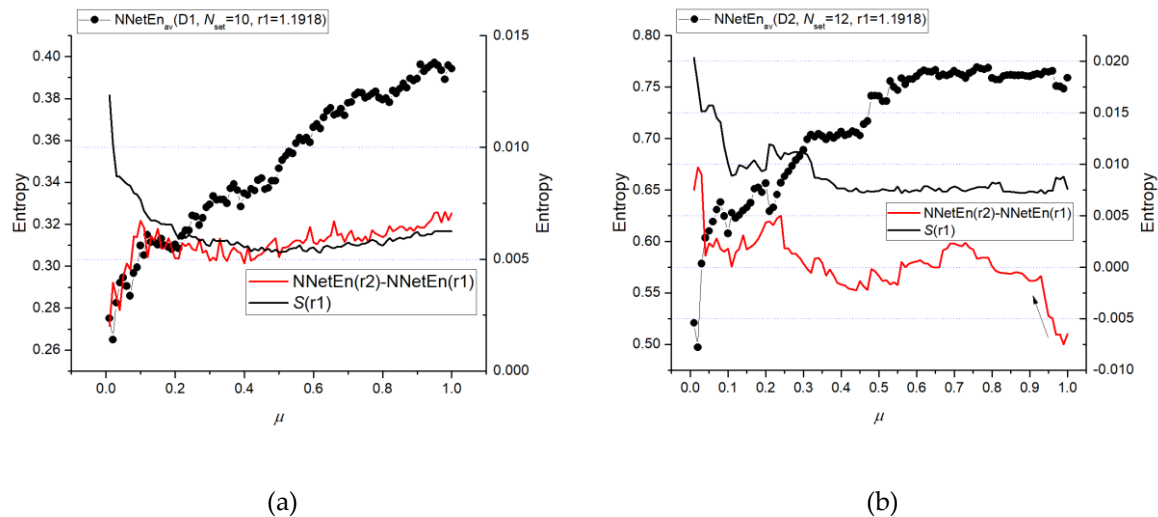 NNetEn_av(D1, N_set=10, r1=1.1918)
0.40
0.38
0.36
0.34
0.32
0.30
0.28
0.26
Entropy
0.015
0.010
0.005
0.000
Entropy
NNetEn(r2)-NNetEn(r1)
S(r1)
0.0 0.2 0.4 0.6 0.8 1.0
μ
(a)
(b)
NNetEn_av(D2, N_set=12, r1=1.1918)
0.80
0.75
0.70
0.65
0.60
0.55
0.50
Entropy
0.020
0.015
0.010
0.005
0.000
-0.005
-0.010
Entropy
NNetEn(r2)-NNetEn(r1)
S(r1)
0.0 0.1 0.2 0.3 0.4 0.5 0.6 0.7 0.8 0.9 1.0
μ
(a)
(b)